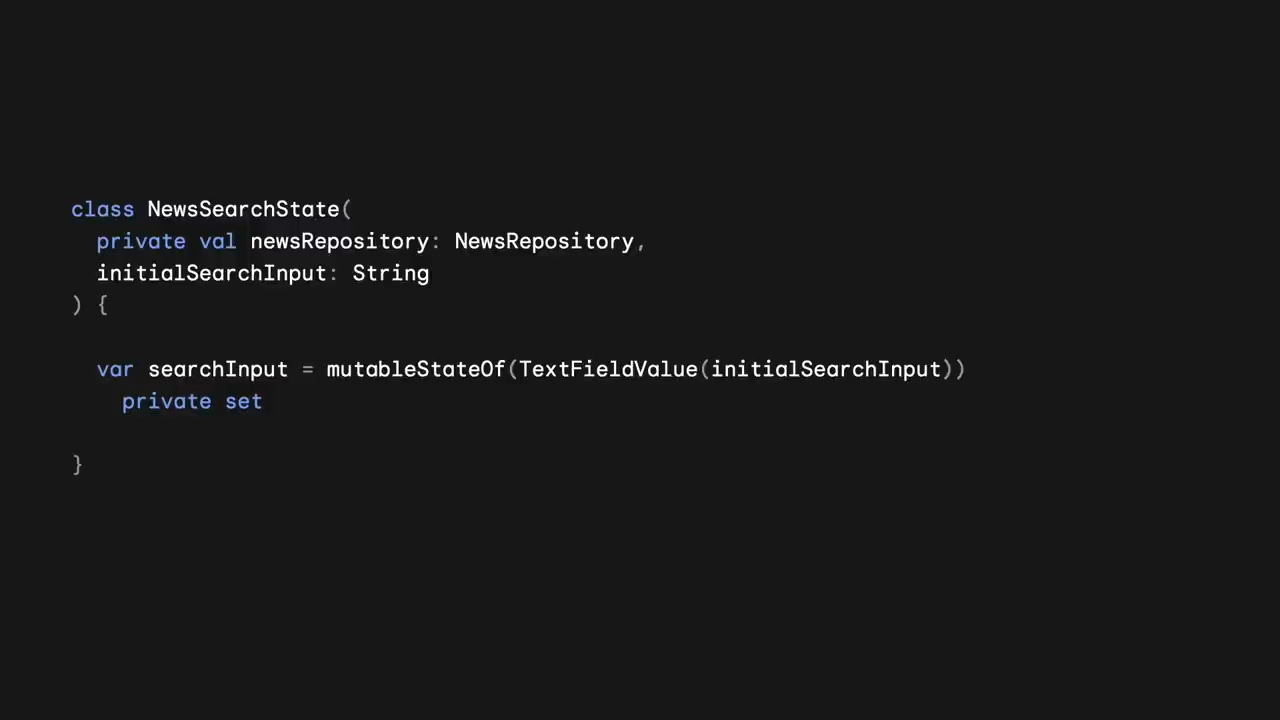 class NewsSearchState(
  private val newsRepository: NewsRepository,
  initialSearchInput: String
) {
  var searchInput = mutableStateOf(TextFieldValue(initialSearchInput))
    private set
}